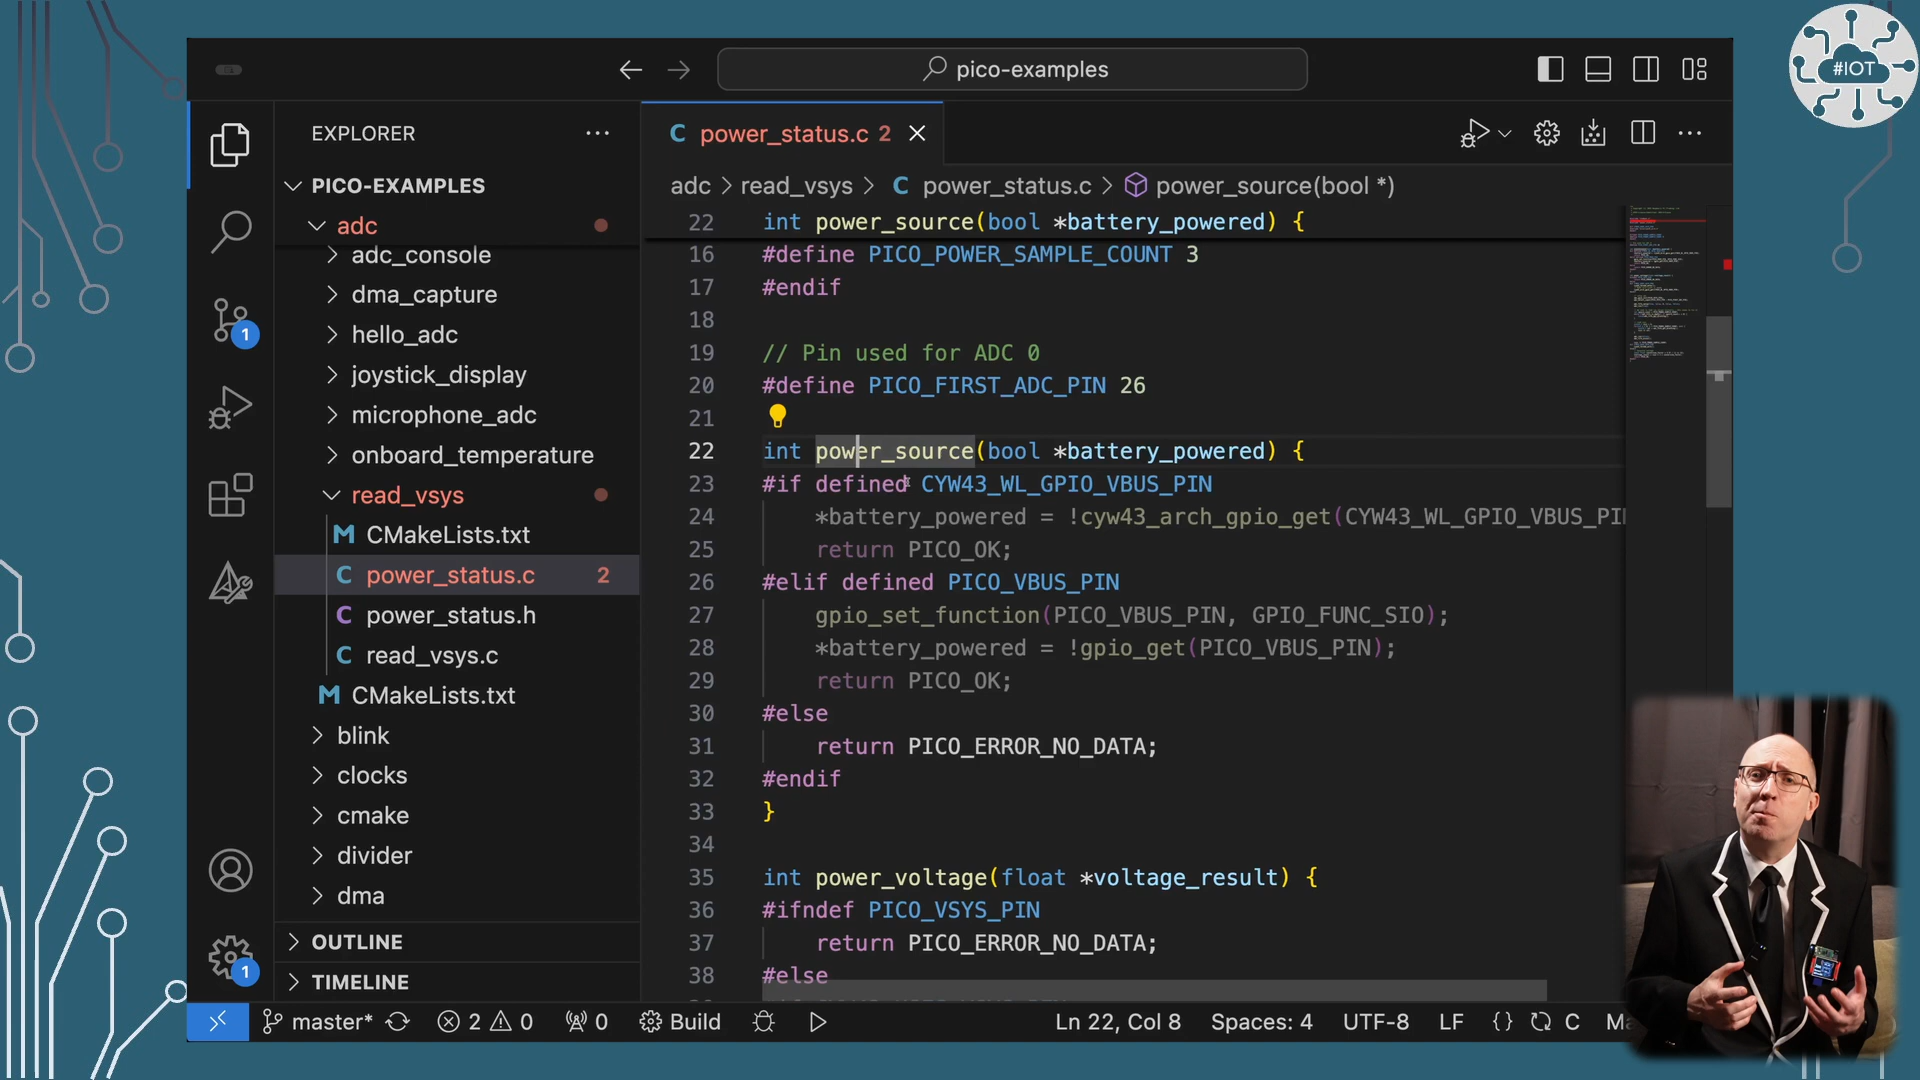 pico-examples
#IOT
EXPLORER
PICO-EXAMPLES
adc
adc_console
dma_capture
hello_adc
joystick_display
microphone_adc
onboard_temperature
read_vsys
CMakeLists.txt
power_status.c 2
power_status.h
read_vsys.c
CMakeLists.txt
blink
clocks
cmake
divider
dma
OUTLINE
TIMELINE
1
1
power_status.c 2
adc > read_vsys > C power_status.c > power_source(bool *)
22 int power_source(bool *battery_powered) {
16 #define PICO_POWER_SAMPLE_COUNT 3
17 #endif
18
19 // Pin used for ADC 0
20 #define PICO_FIRST_ADC_PIN 26
21
22 int power_source(bool *battery_powered) {
23 #if defined CYW43_WL_GPIO_VBUS_PIN
24 *battery_powered = !cyw43_arch_gpio_get(CYW43_WL_GPIO_VBUS_PIN
25 return PICO_OK;
26 #elif defined PICO_VBUS_PIN
27 gpio_set_function(PICO_VBUS_PIN, GPIO_FUNC_SIO);
28 *battery_powered = !gpio_get(PICO_VBUS_PIN);
29 return PICO_OK;
30 #else
31 return PICO_ERROR_NO_DATA;
32 #endif
33 }
34
35 int power_voltage(float *voltage_result) {
36 #ifndef PICO_VSYS_PIN
37 return PICO_ERROR_NO_DATA;
38 #else
master* 2 0 0 Build Ln 22, Col 8 Spaces: 4 UTF-8 LF {} C